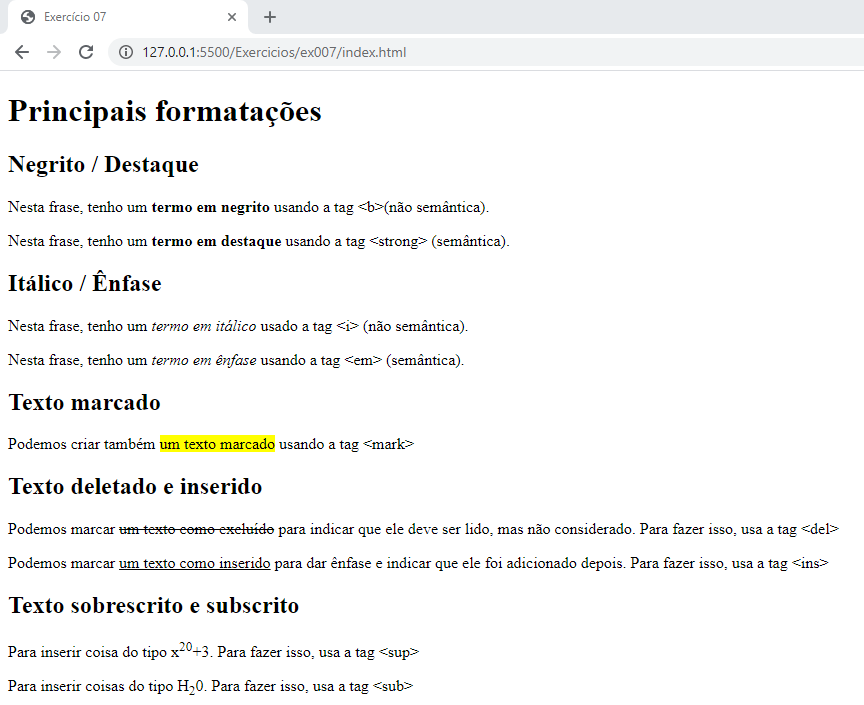 Exercício 07
127.0.0.1:5500/Exercicios/ex007/index.html
Principais formatações
Negrito / Destaque
Nesta frase, tenho um termo em negrito usando a tag <b>(não semântica).
Nesta frase, tenho um termo em destaque usando a tag <strong> (semântica).
Itálico / Ênfase
Nesta frase, tenho um termo em itálico usado a tag <i> (não semântica).
Nesta frase, tenho um termo em ênfase usando a tag <em> (semântica).
Texto marcado
Podemos criar também um texto marcado usando a tag <mark>
Texto deletado e inserido
Podemos marcar um texto como excluído para indicar que ele deve ser lido, mas não considerado. Para fazer isso, usa a tag <del>
Podemos marcar um texto como inserido para dar ênfase e indicar que ele foi adicionado depois. Para fazer isso, usa a tag <ins>
Texto sobrescrito e subscrito
Para inserir coisa do tipo x²⁰+3. Para fazer isso, usa a tag <sup>
Para inserir coisas do tipo H₂0. Para fazer isso, usa a tag <sub>